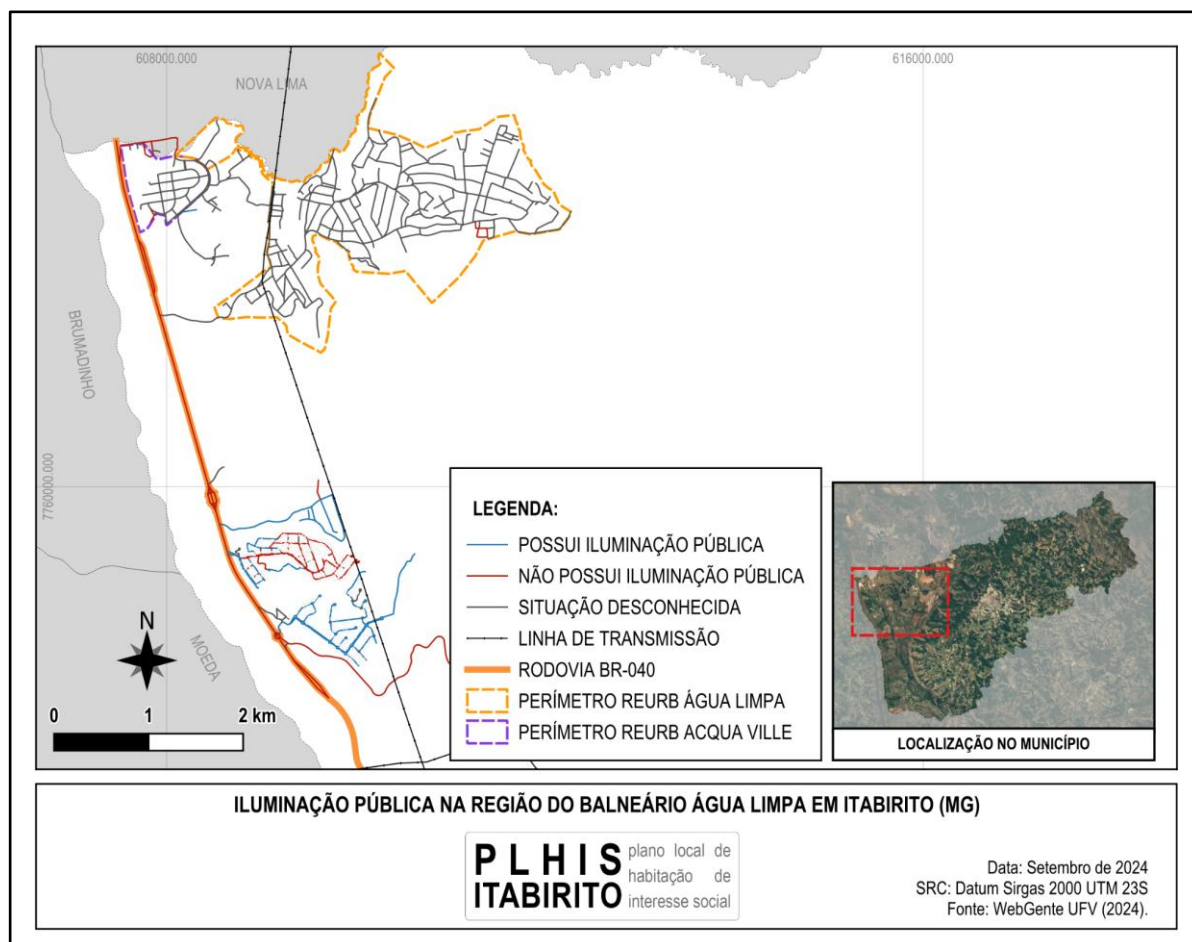 608000.000
616000.000
NOVA LIMA
BRUMADINHO
7760000.000
MOEDA
N
0 1 2 km
LEGENDA:
POSSUI ILUMINAÇÃO PÚBLICA
NÃO POSSUI ILUMINAÇÃO PÚBLICA
SITUAÇÃO DESCONHECIDA
LINHA DE TRANSMISSÃO
RODOVIA BR-040
PERÍMETRO REURB ÁGUA LIMPA
PERÍMETRO REURB ACQUA VILLE
LOCALIZAÇÃO NO MUNICÍPIO
ILUMINAÇÃO PÚBLICA NA REGIÃO DO BALNEÁRIO ÁGUA LIMPA EM ITABIRITO (MG)
PLHIS
ITABIRITO
plano local de
habitação de
interesse social
Data: Setembro de 2024
SRC: Datum Sirgas 2000 UTM 23S
Fonte: WebGente UFV (2024).